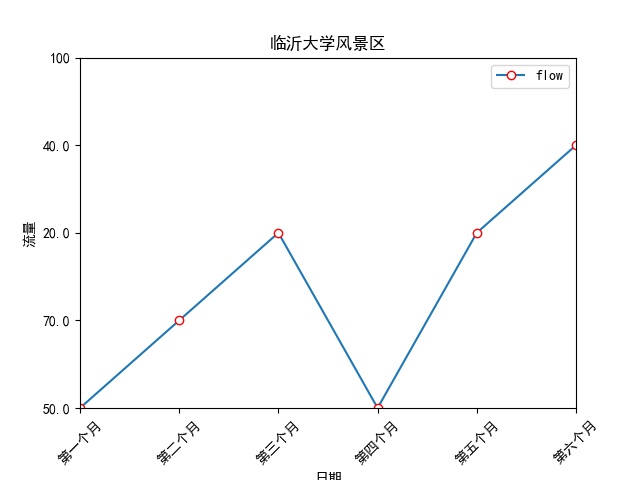 临沂大学风景区
flow
流量
100
40.0
20.0
70.0
50.0
第一个月
第二个月
第三个月
第四个月
第五个月
第六个月
日期